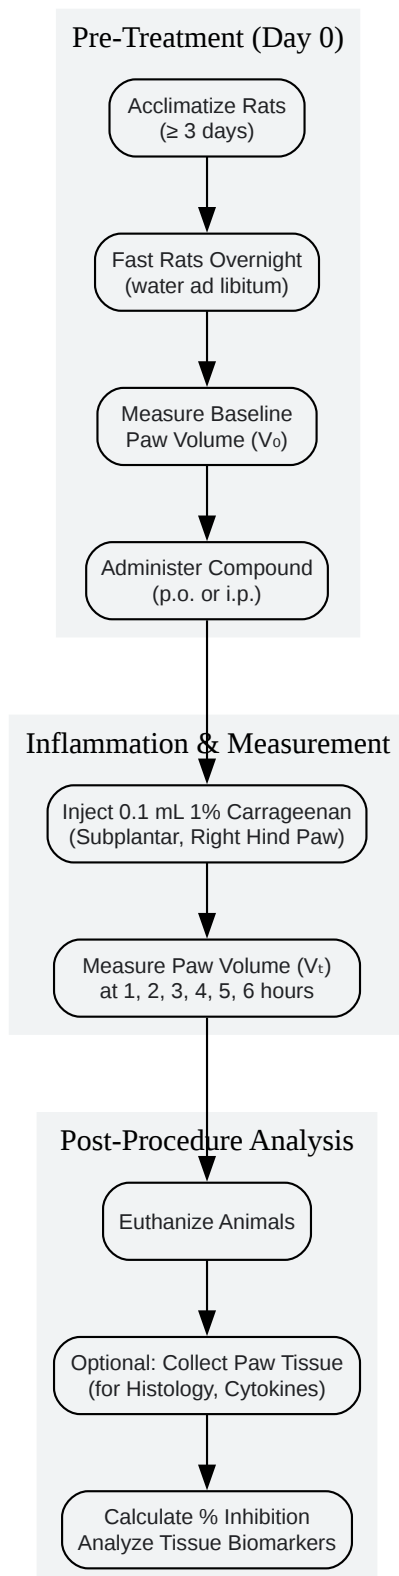 Pre-Treatment (Day 0)
Acclimatize Rats
(≥ 3 days)
Fast Rats Overnight
(water ad libitum)
Measure Baseline
Paw Volume (V₀)
Administer Compound
(p.o. or i.p.)
Inflammation & Measurement
Inject 0.1 mL 1% Carrageenan
(Subplantar, Right Hind Paw)
Measure Paw Volume (Vₜ)
at 1, 2, 3, 4, 5, 6 hours
Post-Procedure Analysis
Euthanize Animals
Optional: Collect Paw Tissue
(for Histology, Cytokines)
Calculate % Inhibition
Analyze Tissue Biomarkers